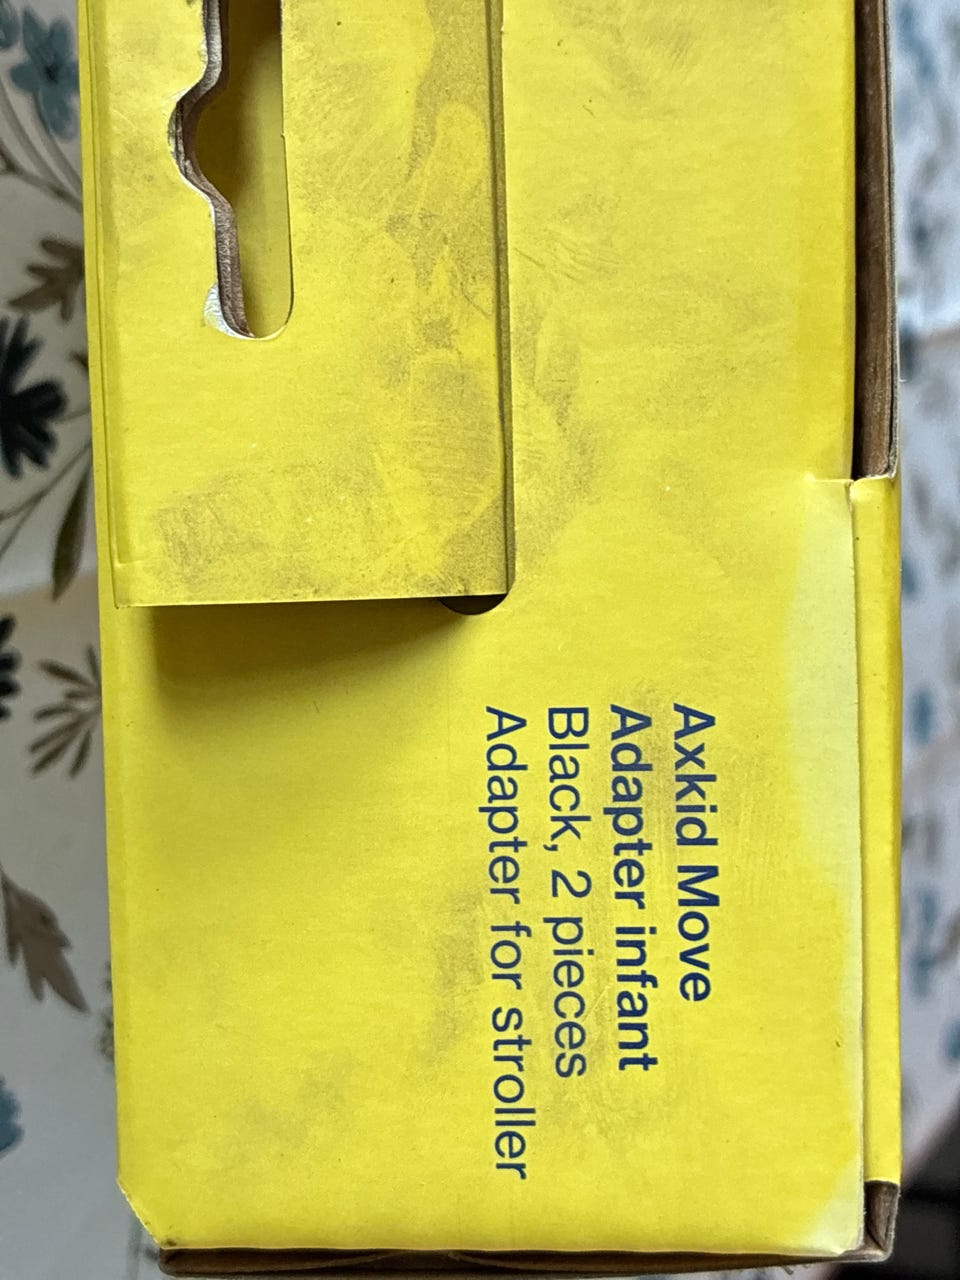 Axkid Move
Adapter infant
Black, 2 pieces
Adapter for stroller